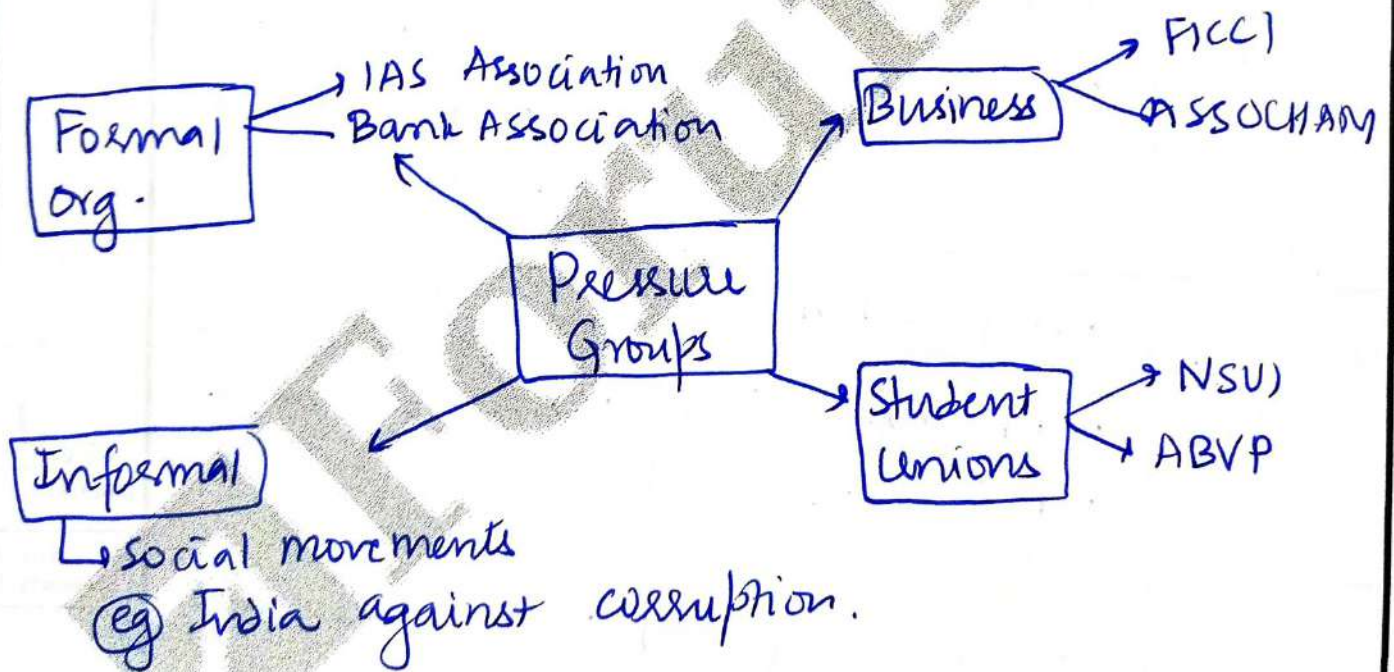 Formal
org.
IAS Association
Bank Association
Business
FICCI
ASSOCHAM
Pressure
Groups
Informal
social movements
eg India against corruption.
Student
Unions
NSUI
ABVP